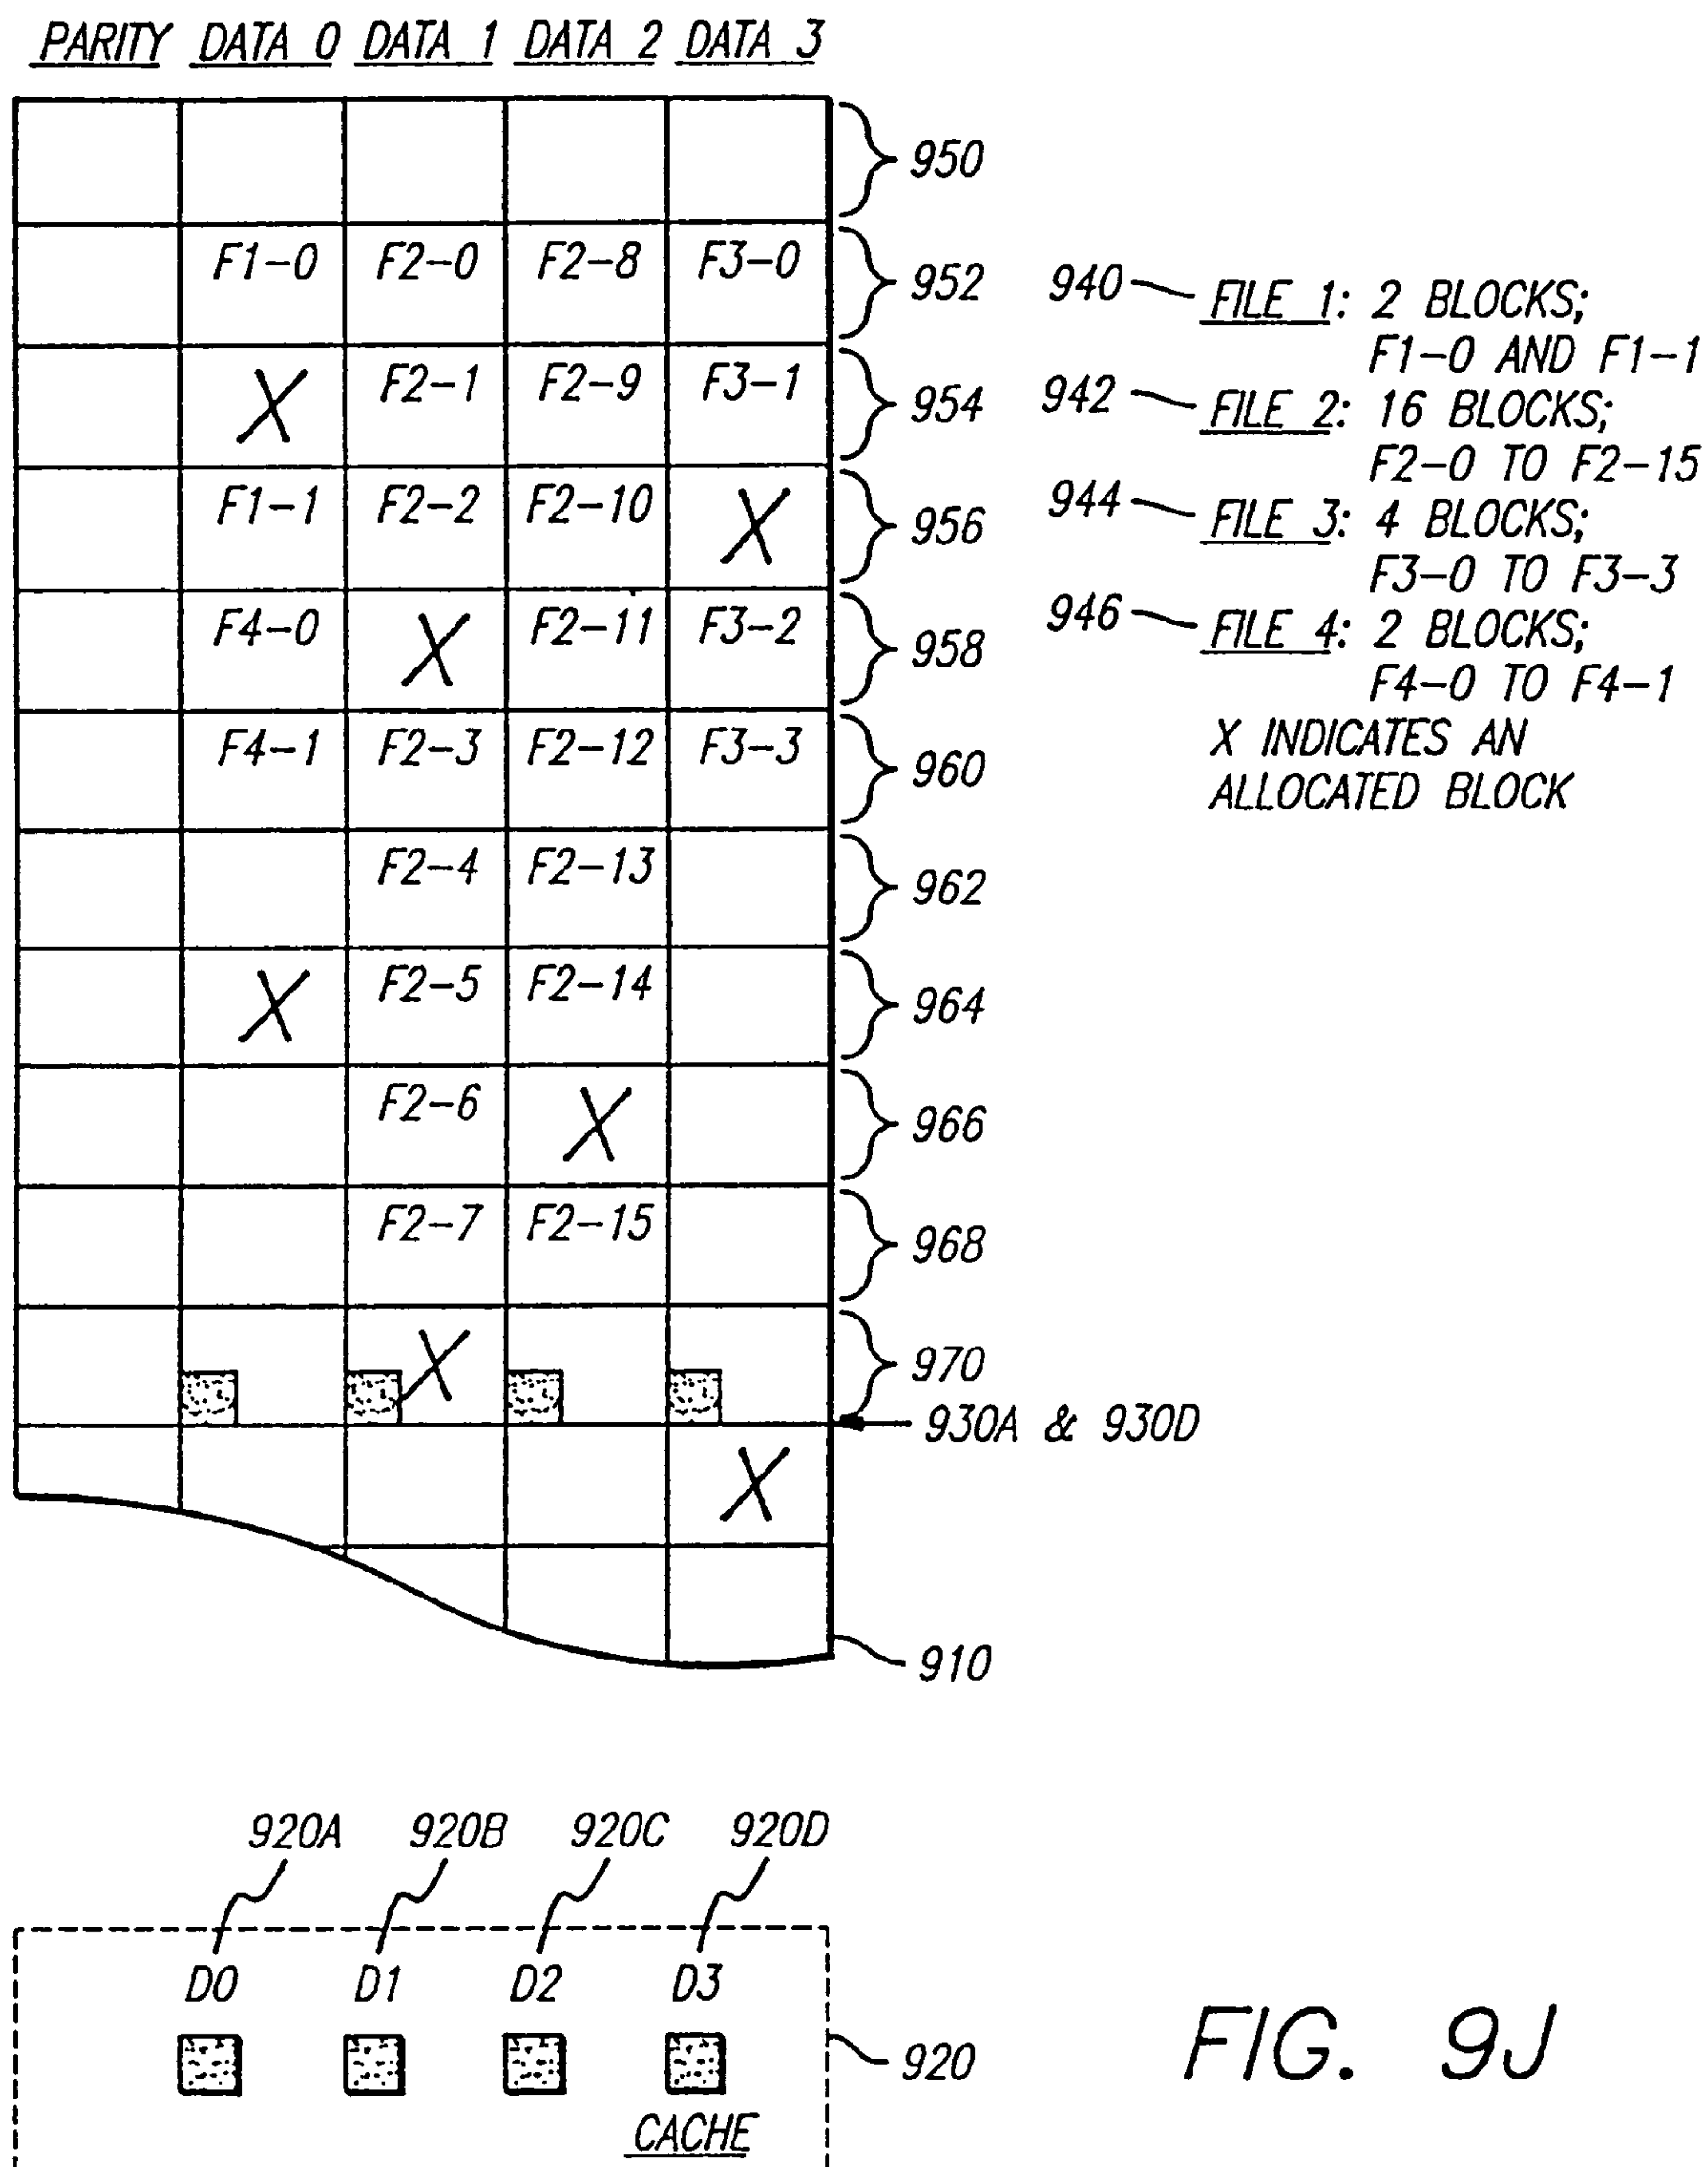 PARITY DATA 0 DATA 1 DATA 2 DATA 3
950
F1-0 F2-0 F2-8 F3-0 952
X F2-1 F2-9 F3-1 954
F1-1 F2-2 F2-10 X 956
F4-0 X F2-11 F3-2 958
F4-1 F2-3 F2-12 F3-3 960
F2-4 F2-13 962
X F2-5 F2-14 964
F2-6 X 966
F2-7 F2-15 968
X 970
930A & 930D
X
910
940 FILE 1: 2 BLOCKS;
F1-0 AND F1-1
942 FILE 2: 16 BLOCKS;
F2-0 TO F2-15
944 FILE 3: 4 BLOCKS;
F3-0 TO F3-3
946 FILE 4: 2 BLOCKS;
F4-0 TO F4-1
X INDICATES AN
ALLOCATED BLOCK
920A 920B 920C 920D
D0 D1 D2 D3
920
CACHE
FIG. 9J